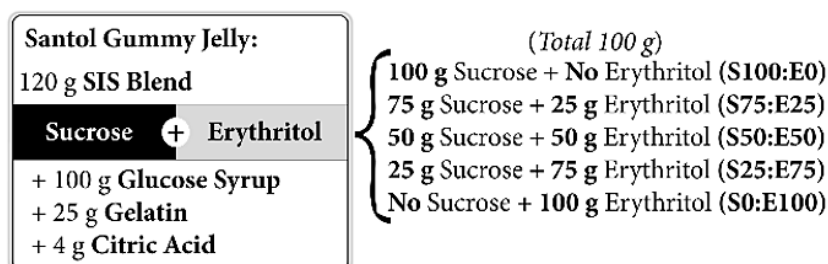 Santol Gummy Jelly:
120 g SIS Blend
Sucrose + Erythritol
+ 100 g Glucose Syrup
+ 25 g Gelatin
+ 4 g Citric Acid
(Total 100 g)
100 g Sucrose + No Erythritol (S100:E0)
75 g Sucrose + 25 g Erythritol (S75:E25)
50 g Sucrose + 50 g Erythritol (S50:E50)
25 g Sucrose + 75 g Erythritol (S25:E75)
No Sucrose + 100 g Erythritol (S0:E100)